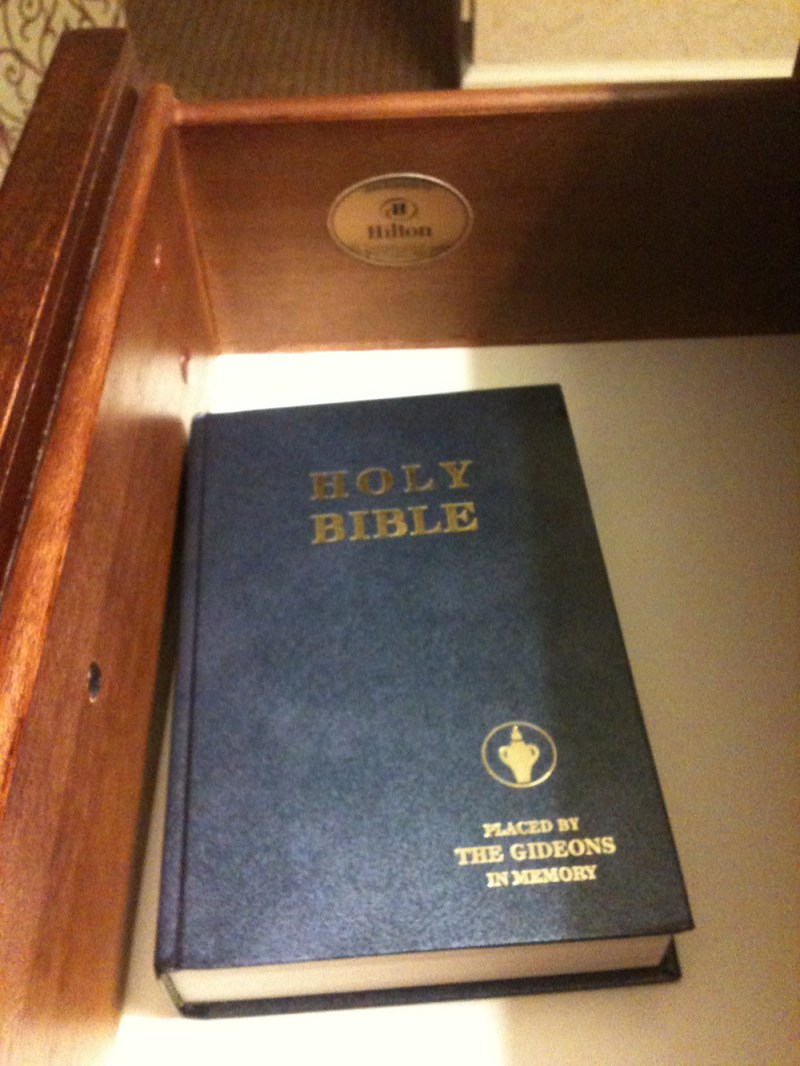 H
Hilton
HOLY
BIBLE
PLACED BY
THE GIDEONS
IN MEMORY